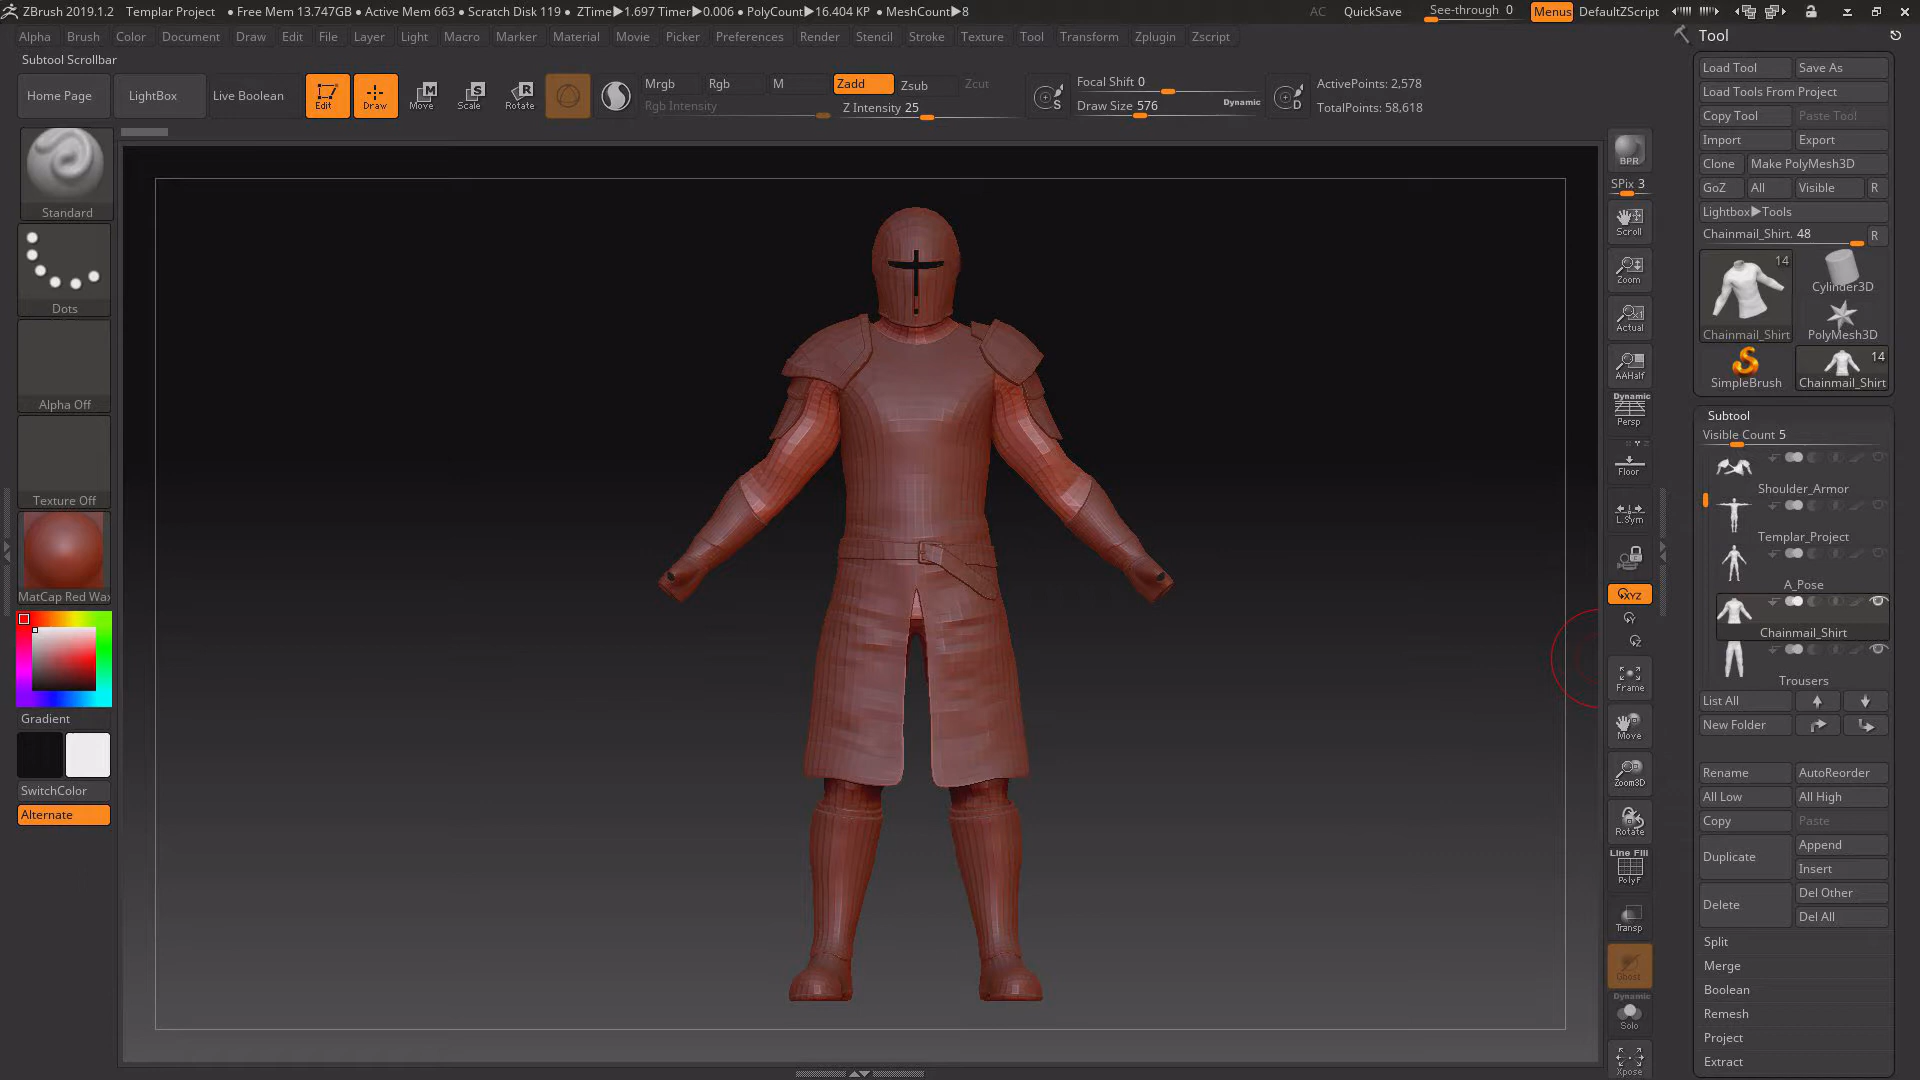 ZBrush 2019.1.2 Templar Project ● Free Mem 13.747GB ● Active Mem 663 ● Scratch Disk 119 ● ZTime▶1.697 Timer▶0.006 ● PolyCount▶16.404 KP ● MeshCount▶8 AC QuickSave See-through 0 Menus DefaultZScript
Alpha Brush Color Document Draw Edit File Layer Light Macro Marker Material Movie Picker Preferences Render Stencil Stroke Texture Tool Transform Zplugin Zscript
Subtool Scrollbar
Home Page LightBox Live Boolean Edit Draw Move Scale Rotate
M S R
Mrgb Rgb M Zadd Zsub Zcut
Rgb Intensity Z Intensity 25
S Focal Shift 0
Draw Size 576 Dynamic
D ActivePoints: 2,578
TotalPoints: 58,618
Standard
Dots
Alpha Off
Texture Off
MatCap Red Wax
Gradient
SwitchColor
Alternate
BPR
SPix 3
Scroll
Zoom
Actual
AAHalf
Dynamic
Persp
Floor
L.Sym
XYZ
Frame
Move
Zoom3D
Rotate
Line Fill
PolyF
Transp
Ghost
Dynamic
Solo
Xpose
Tool
Load Tool Save As
Load Tools From Project
Copy Tool Paste Tool
Import Export
Clone Make PolyMesh3D
GoZ All Visible R
Lightbox▶Tools
Chainmail_Shirt. 48 R
14
Chainmail_Shirt
Cylinder3D
PolyMesh3D
SimpleBrush
14
Chainmail_Shirt
Subtool
Visible Count 5
Shoulder_Armor
Templar_Project
A_Pose
Chainmail_Shirt
Trousers
List All
New Folder
Rename AutoReorder
All Low All High
Copy Paste
Duplicate Append
Insert
Delete Del Other
Del All
Split
Merge
Boolean
Remesh
Project
Extract